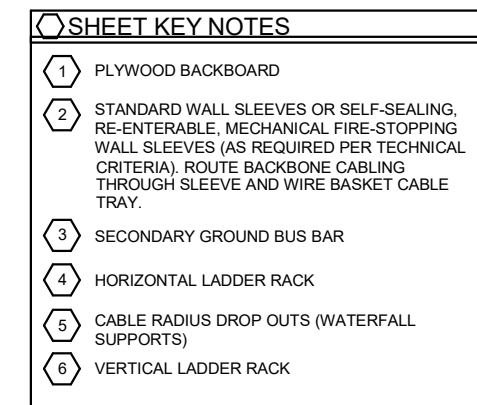 SHEET KEY NOTES
1 PLYWOOD BACKBOARD
2 STANDARD WALL SLEEVES OR SELF-SEALING,
RE-ENTERABLE, MECHANICAL FIRE-STOPPING
WALL SLEEVES (AS REQUIRED PER TECHNICAL
CRITERIA). ROUTE BACKBONE CABLING
THROUGH SLEEVE AND WIRE BASKET CABLE
TRAY.
3 SECONDARY GROUND BUS BAR
4 HORIZONTAL LADDER RACK
5 CABLE RADIUS DROP OUTS (WATERFALL
SUPPORTS)
6 VERTICAL LADDER RACK